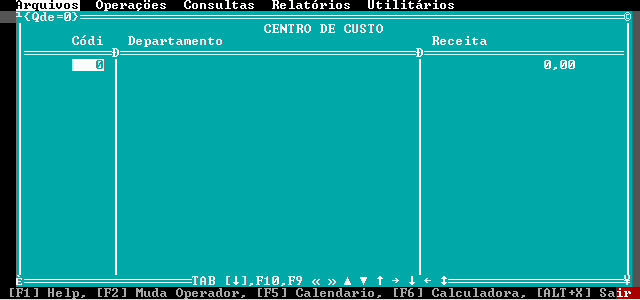 Arquivos Operações Consultas Relatórios Utilitários
{Qde=0}
CENTRO DE CUSTO
Códi Departamento Receita
0 0,00
TAB [↓],F10,F9 « » ▲ ▼ ↑ → ↓ ← ↕
[F1] Help, [F2] Muda Operador, [F5] Calendario, [F6] Calculadora, [ALT+X] Sair